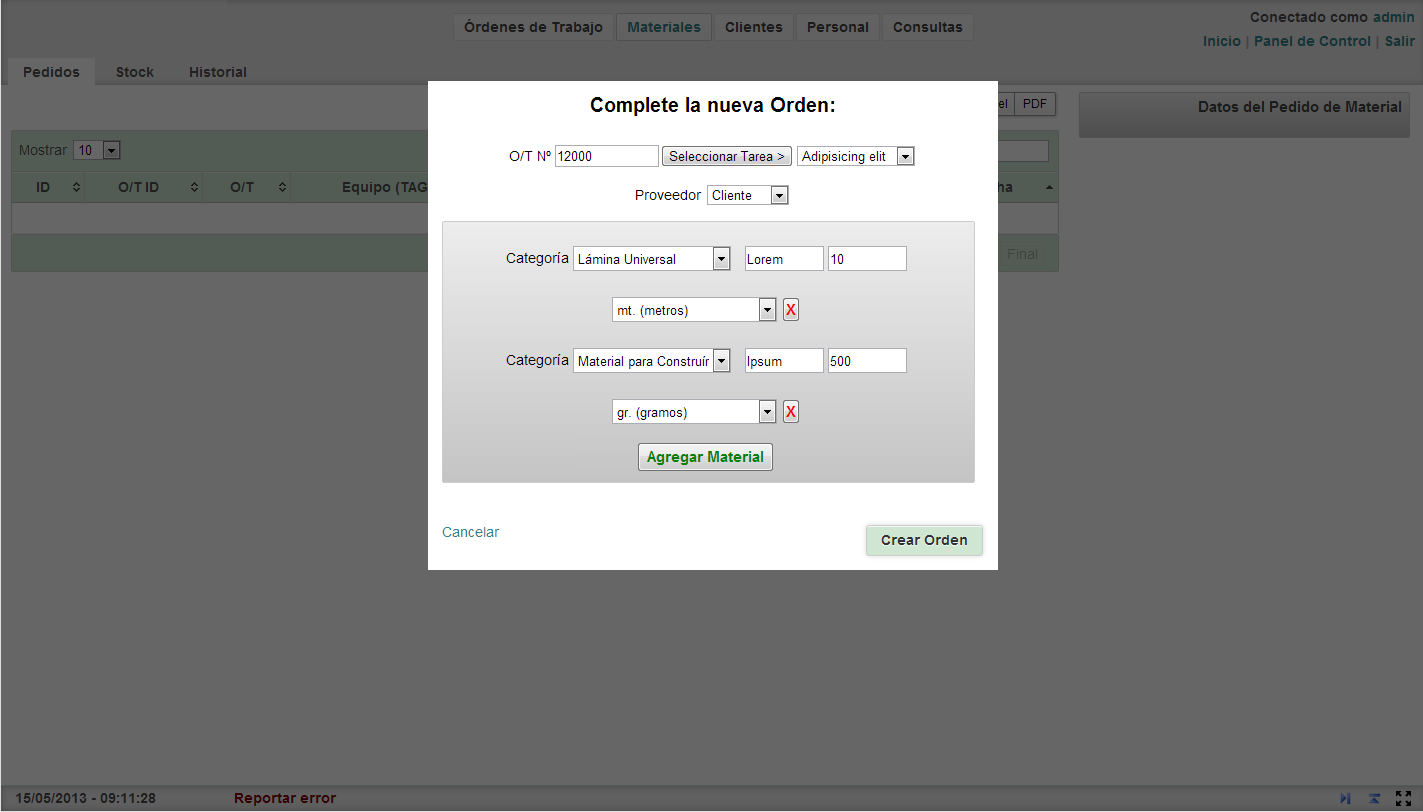 Órdenes de Trabajo Materiales Clientes Personal Consultas
Conectado como admin
Inicio | Panel de Control | Salir
Pedidos Stock Historial
PDF
Datos del Pedido de Material
Mostrar 10
ID O/T ID O/T Equipo (TAG
Final
Complete la nueva Orden:
O/T Nº 12000 Seleccionar Tarea > Adipisicing elit
Proveedor Cliente
Categoría Lámina Universal Lorem 10
mt. (metros) X
Categoría Material para Construír Ipsum 500
gr. (gramos) X
Agregar Material
Cancelar Crear Orden
15/05/2013 - 09:11:28 Reportar error